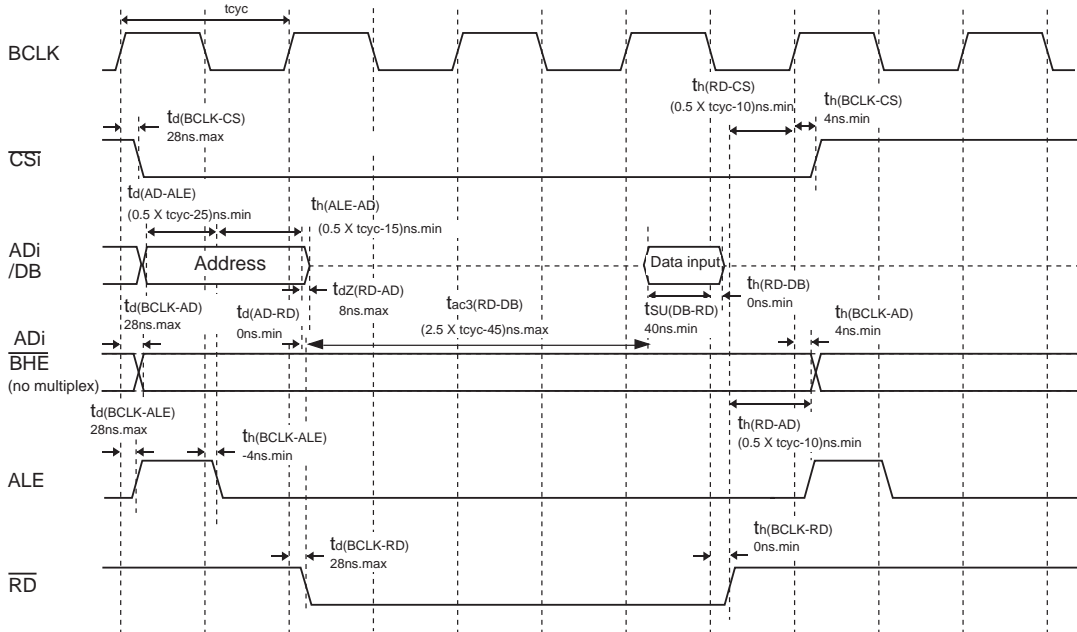 tcyc
BCLK
th(RD-CS)
(0.5 X tcyc-10)ns.min
th(BCLK-CS)
4ns.min
td(BCLK-CS)
28ns.max
CSi
td(AD-ALE)
(0.5 X tcyc-25)ns.min
th(ALE-AD)
(0.5 X tcyc-15)ns.min
ADi
/DB
Address
Data input
td(BCLK-AD)
28ns.max
td(AD-RD)
0ns.min
tdZ(RD-AD)
8ns.max
tac3(RD-DB)
(2.5 X tcyc-45)ns.max
tSU(DB-RD)
40ns.min
th(RD-DB)
0ns.min
th(BCLK-AD)
4ns.min
ADi
BHE
(no multiplex)
td(BCLK-ALE)
28ns.max
th(BCLK-ALE)
-4ns.min
th(RD-AD)
(0.5 X tcyc-10)ns.min
ALE
td(BCLK-RD)
28ns.max
th(BCLK-RD)
0ns.min
RD